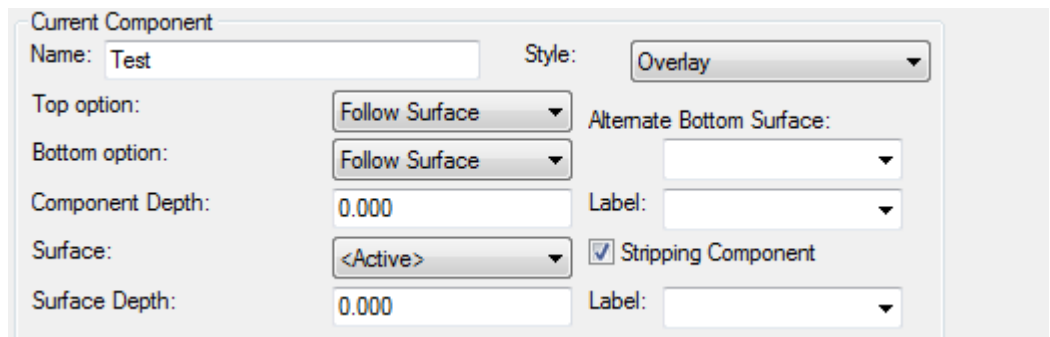 Current Component
Name: Test Style: Overlay
Top option: Follow Surface Alternate Bottom Surface:
Bottom option: Follow Surface
Component Depth: 0.000 Label:
Surface: <Active> Stripping Component
Surface Depth: 0.000 Label: